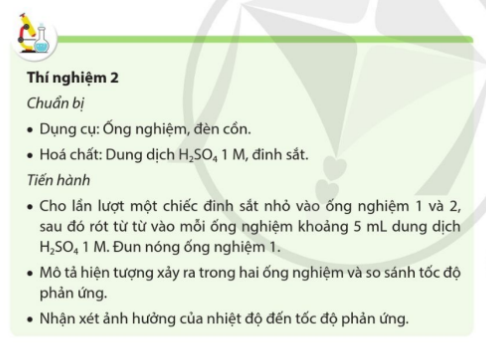 Thí nghiệm 2
Chuẩn bị
• Dụng cụ: Ống nghiệm, đèn cồn.
• Hoá chất: Dung dịch H₂SO₄ 1 M, đinh sắt.
Tiến hành
• Cho lần lượt một chiếc đinh sắt nhỏ vào ống nghiệm 1 và 2,
sau đó rót từ từ vào mỗi ống nghiệm khoảng 5 mL dung dịch
H₂SO₄ 1 M. Đun nóng ống nghiệm 1.
• Mô tả hiện tượng xảy ra trong hai ống nghiệm và so sánh tốc độ
phản ứng.
• Nhận xét ảnh hưởng của nhiệt độ đến tốc độ phản ứng.